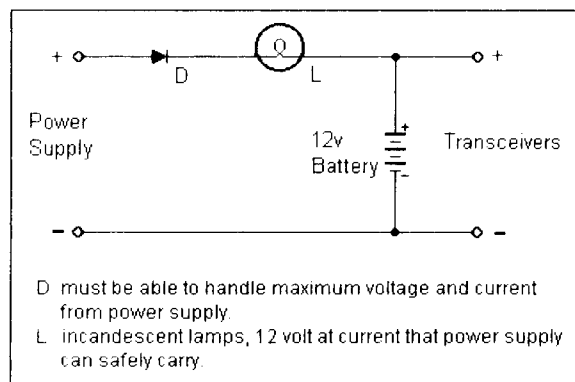 +
D
L
+
Power
Supply
12v
Battery
+
-
Transceivers
-
-
D must be able to handle maximum voltage and current
from power supply.
L incandescent lamps, 12 volt at current that power supply
can safely carry.